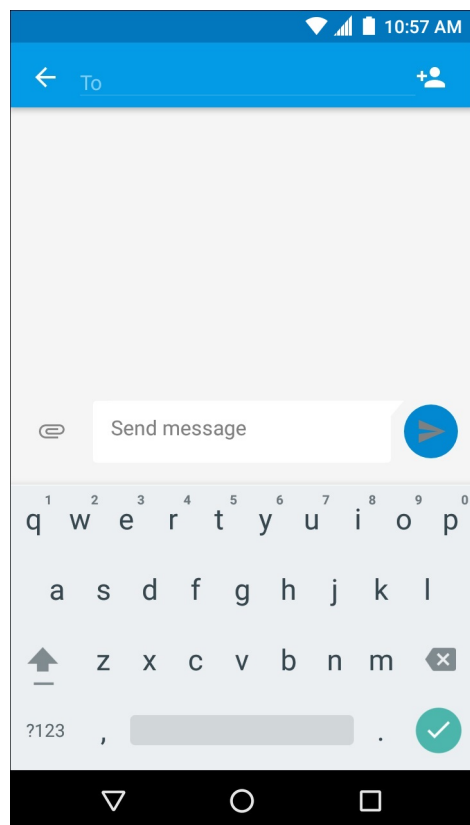 10:57 AM
To
Send message
1 2 3 4 5 6 7 8 9 0
q w e r t y u i o p
a s d f g h j k l
z x c v b n m
?123 , .